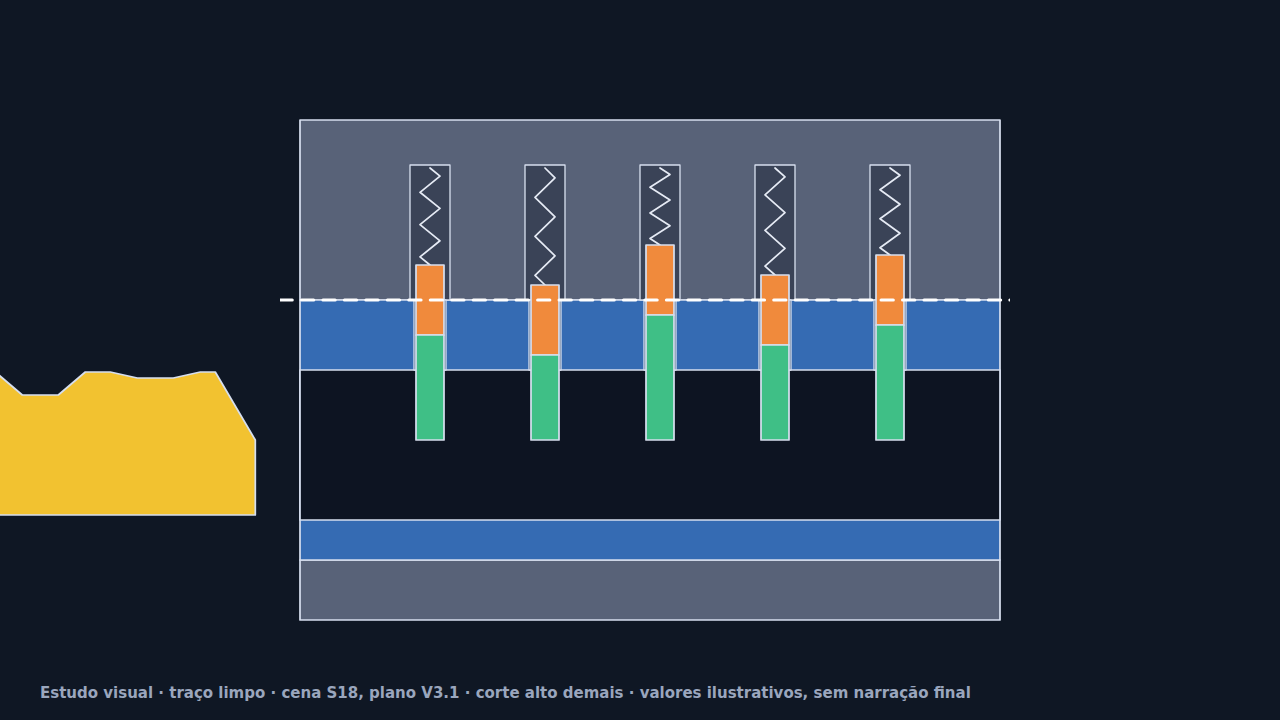 Estudo visual · traço limpo · cena S18, plano V3.1 · corte alto demais · valores ilustrativos, sem narração final